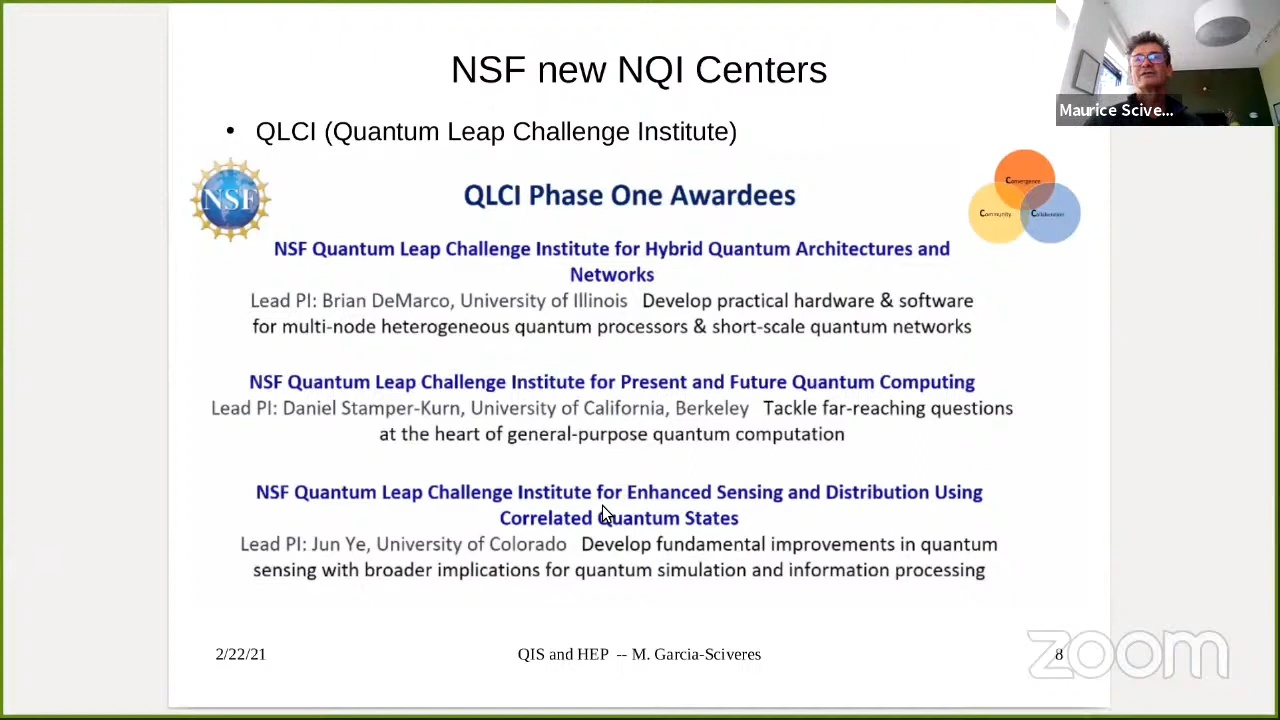 NSF new NQI Centers
Maurice Scive...
• QLCI (Quantum Leap Challenge Institute)
NSF
QLCI Phase One Awardees
Convergence
Community
Collaboration
NSF Quantum Leap Challenge Institute for Hybrid Quantum Architectures and
Networks
Lead PI: Brian DeMarco, University of Illinois Develop practical hardware & software
for multi-node heterogeneous quantum processors & short-scale quantum networks
NSF Quantum Leap Challenge Institute for Present and Future Quantum Computing
Lead PI: Daniel Stamper-Kurn, University of California, Berkeley Tackle far-reaching questions
at the heart of general-purpose quantum computation
NSF Quantum Leap Challenge Institute for Enhanced Sensing and Distribution Using
Correlated Quantum States
Lead PI: Jun Ye, University of Colorado Develop fundamental improvements in quantum
sensing with broader implications for quantum simulation and information processing
2/22/21
QIS and HEP -- M. Garcia-Sciveres
8
zoom